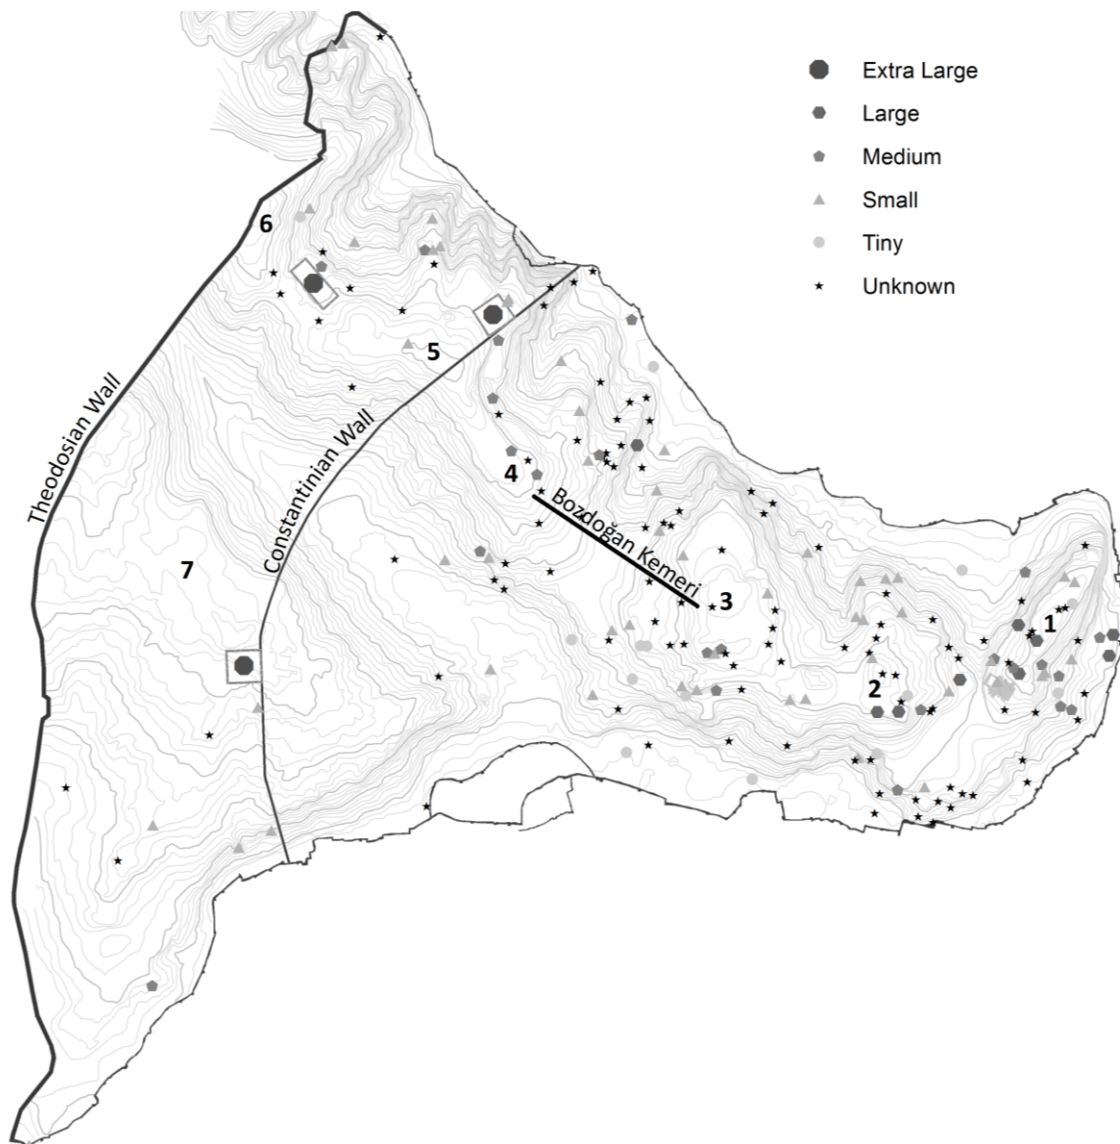 Extra Large
Large
Medium
Small
Tiny
Unknown
6
5
Theodosian Wall
Constantinian Wall
4
Bozdoğan Kemeri
7
3
1
2